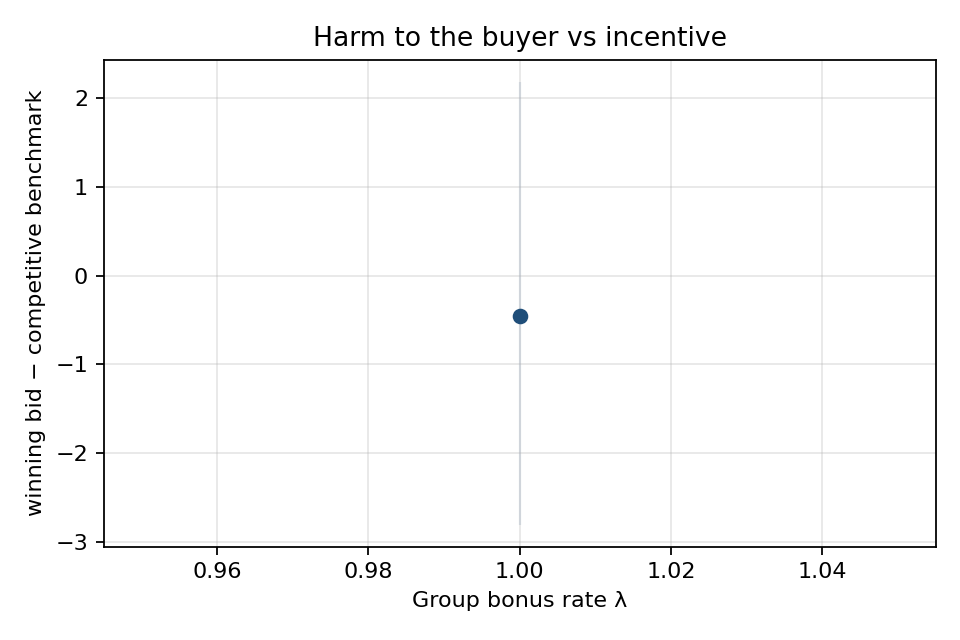 Harm to the buyer vs incentive
winning bid − competitive benchmark
2
1
0
−1
−2
−3
0.96 0.98 1.00 1.02 1.04
Group bonus rate λ